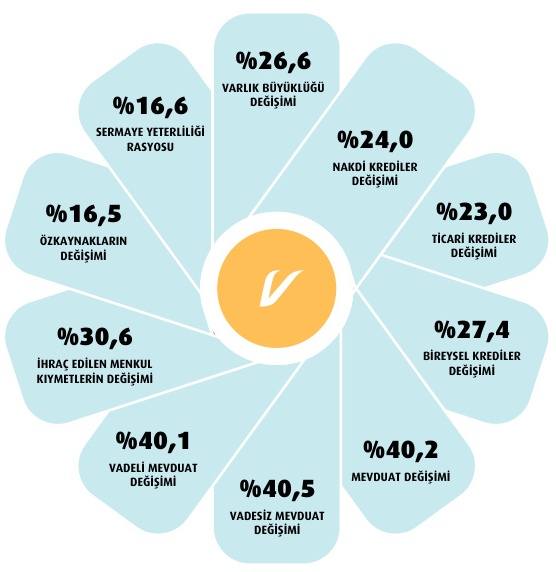 %26,6
VARLIK BÜYÜKLÜĞÜ
DEĞİŞİMİ
%24,0
NAKDİ KREDİLER
DEĞİŞİMİ
%23,0
TİCARİ KREDİLER
DEĞİŞİMİ
%27,4
BİREYSEL KREDİLER
DEĞİŞİMİ
%40,2
MEVDUAT DEĞİŞİMİ
%40,5
VADESİZ MEVDUAT
DEĞİŞİMİ
%40,1
VADELİ MEVDUAT
DEĞİŞİMİ
%30,6
İHRAÇ EDİLEN MENKUL
KIYMETLERİN DEĞİŞİMİ
%16,5
ÖZKAYNAKLARIN
DEĞİŞİMİ
%16,6
SERMAYE YETERLİLİĞİ
RASYOSU